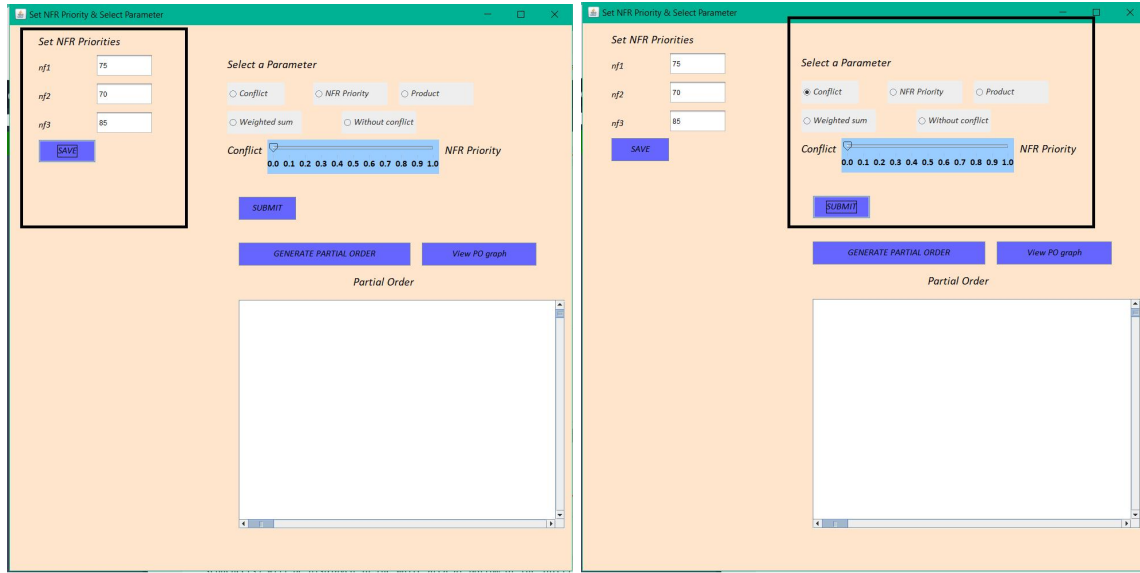 Set NFR Priority & Select Parameter
Set NFR Priorities
nf1 75
nf2 70
nf3 85
SAVE
Select a Parameter
Conflict NFR Priority Product
Weighted sum Without conflict
Conflict NFR Priority
0.0 0.1 0.2 0.3 0.4 0.5 0.6 0.7 0.8 0.9 1.0
SUBMIT
GENERATE PARTIAL ORDER View PO graph
Partial Order
Set NFR Priority & Select Parameter
Set NFR Priorities
nf1 75
nf2 70
nf3 85
SAVE
Select a Parameter
Conflict NFR Priority Product
Weighted sum Without conflict
Conflict NFR Priority
0.0 0.1 0.2 0.3 0.4 0.5 0.6 0.7 0.8 0.9 1.0
SUBMIT
GENERATE PARTIAL ORDER View PO graph
Partial Order